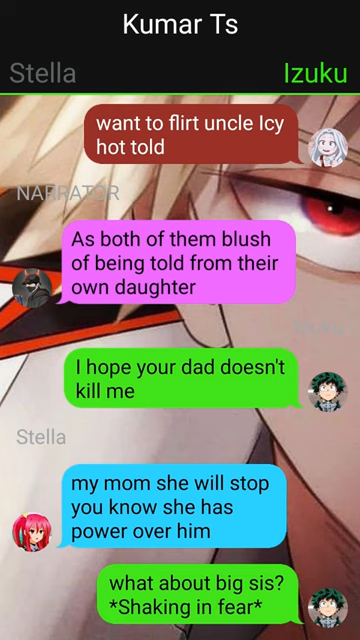 Kumar Ts
Stella Izuku
want to flirt uncle Icy
hot told
NARRATOR
As both of them blush
of being told from their
own daughter
I hope your dad doesn't
kill me
Stella
my mom she will stop
you know she has
power over him
what about big sis?
*Shaking in fear*